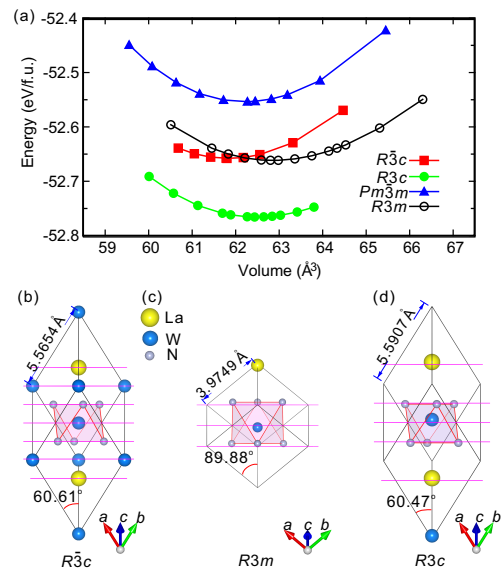 (a)
-52.4
-52.5
-52.6
-52.7
-52.8
Energy (eV/f.u.)
R3̄c
R3c
Pm3̄m
R3m
59 60 61 62 63 64 65 66 67
Volume (Å³)
(b) (c) (d)
La
W
N
5.5654Å
3.9749 Å
5.5907Å
60.61°
89.88°
60.47°
a c b
a c b
a c b
R3̄c
R3m
R3c